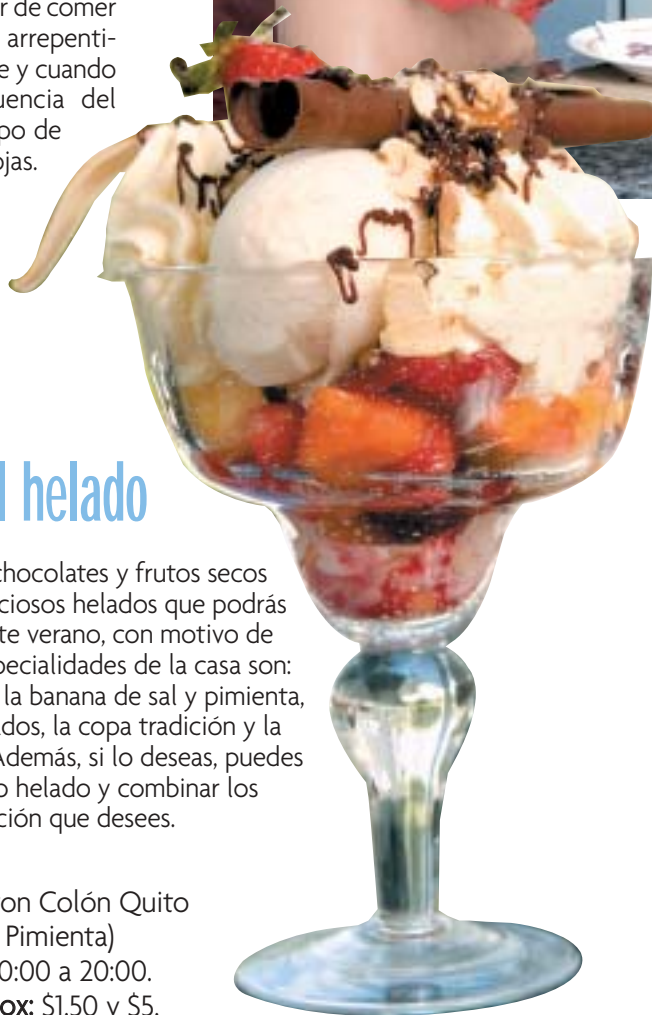 r de comer
arrepenti-
e y cuando
uencia del
po de
ojas.
l helado
chocolates y frutos secos
ciosos helados que podrás
te verano, con motivo de
pecialidades de la casa son:
la banana de sal y pimienta,
dos, la copa tradición y la
Además, si lo deseas, puedes
o helado y combinar los
ción que desees.
on Colón Quito
Pimienta)
0:00 a 20:00.
ox: $1.50 y $5.